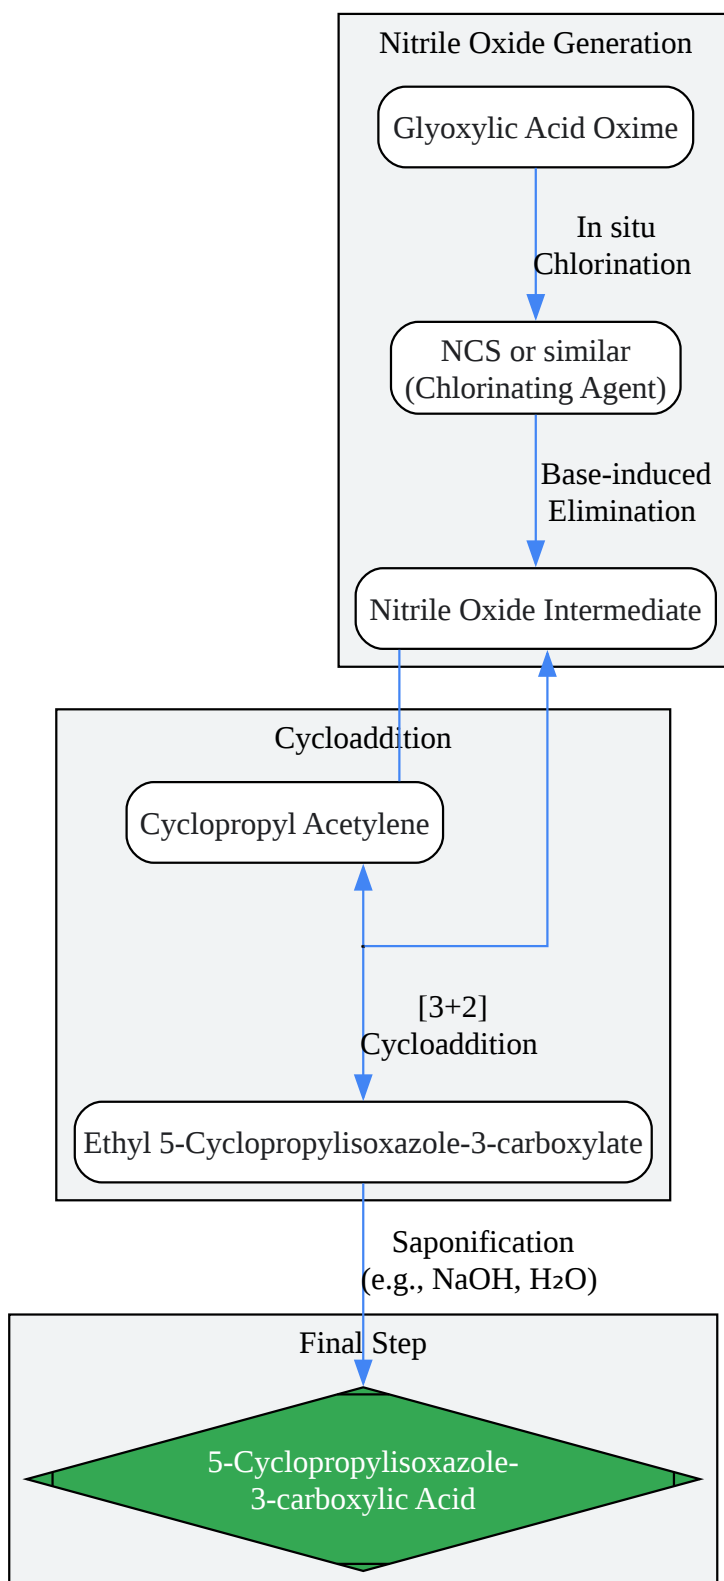 Nitrile Oxide Generation
Glyoxylic Acid Oxime
In situ
Chlorination
NCS or similar
(Chlorinating Agent)
Base-induced
Elimination
Nitrile Oxide Intermediate
Cycloaddition
Cyclopropyl Acetylene
[3+2]
Cycloaddition
Ethyl 5-Cyclopropylisoxazole-3-carboxylate
Saponification
(e.g., NaOH, H₂O)
Final Step
5-Cyclopropylisoxazole-
3-carboxylic Acid